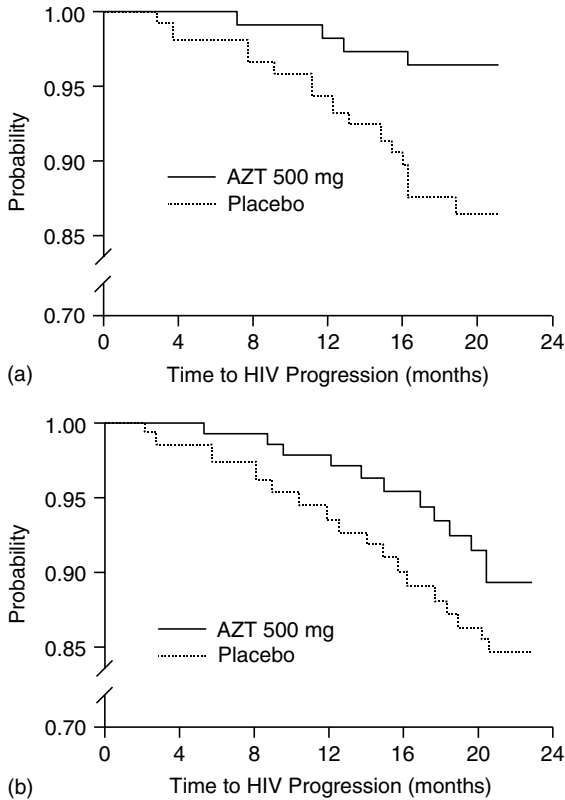 1.00
0.95
0.90
0.85
0.70
Probability
AZT 500 mg
Placebo
0 4 8 12 16 20 24
(a) Time to HIV Progression (months)
1.00
0.95
0.90
0.85
0.70
Probability
AZT 500 mg
Placebo
0 4 8 12 16 20 24
(b) Time to HIV Progression (months)